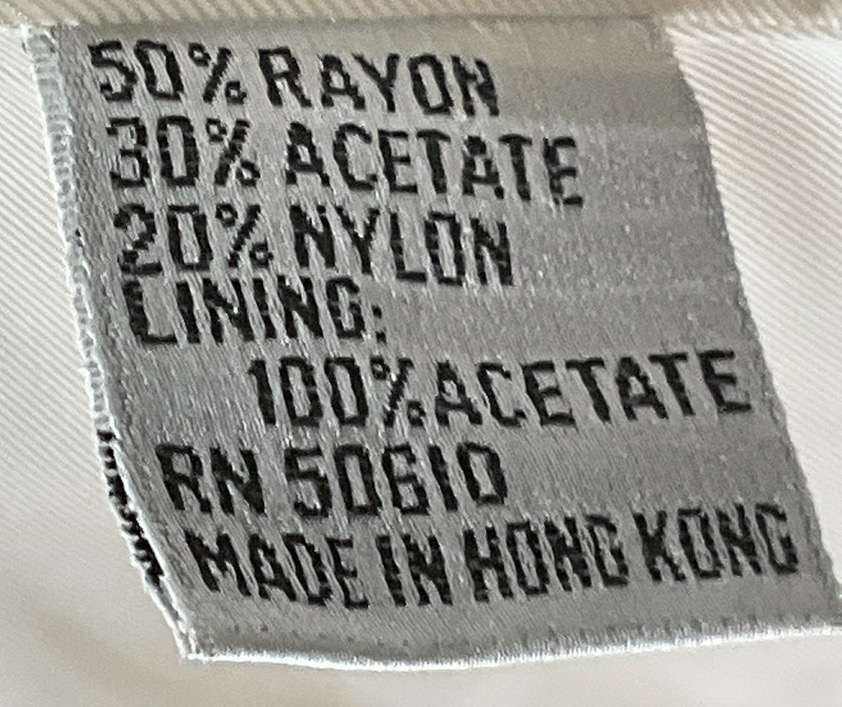 50% RAYON
30% ACETATE
20% NYLON
LINING:
100% ACETATE
RN 50610
MADE IN HONG KONG